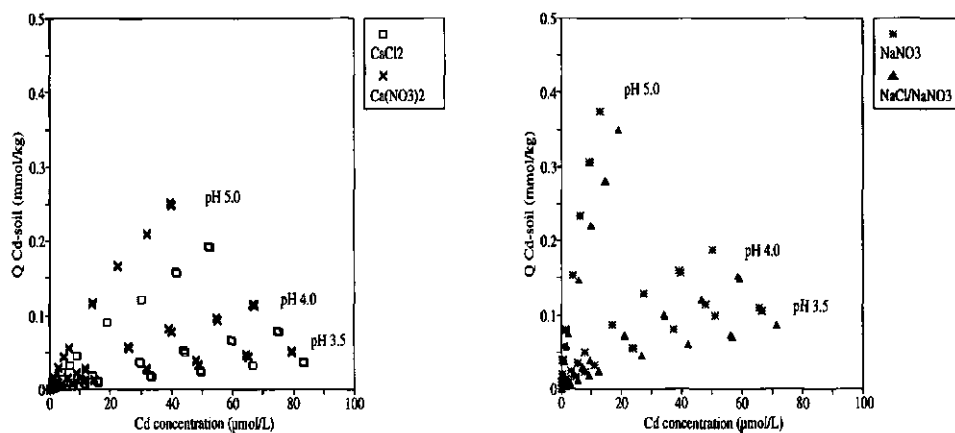 0.5
0.4
0.3
0.2
0.1
0
Q Cd-soil (mmol/kg)
0 20 40 60 80 100
Cd concentration (µmol/L)
pH 5.0
pH 4.0
pH 3.5
CaCl2
Ca(NO3)2
0.5
0.4
0.3
0.2
0.1
0
Q Cd-soil (mmol/kg)
0 20 40 60 80 100
Cd concentration (µmol/L)
pH 5.0
pH 4.0
pH 3.5
NaNO3
NaCl/NaNO3